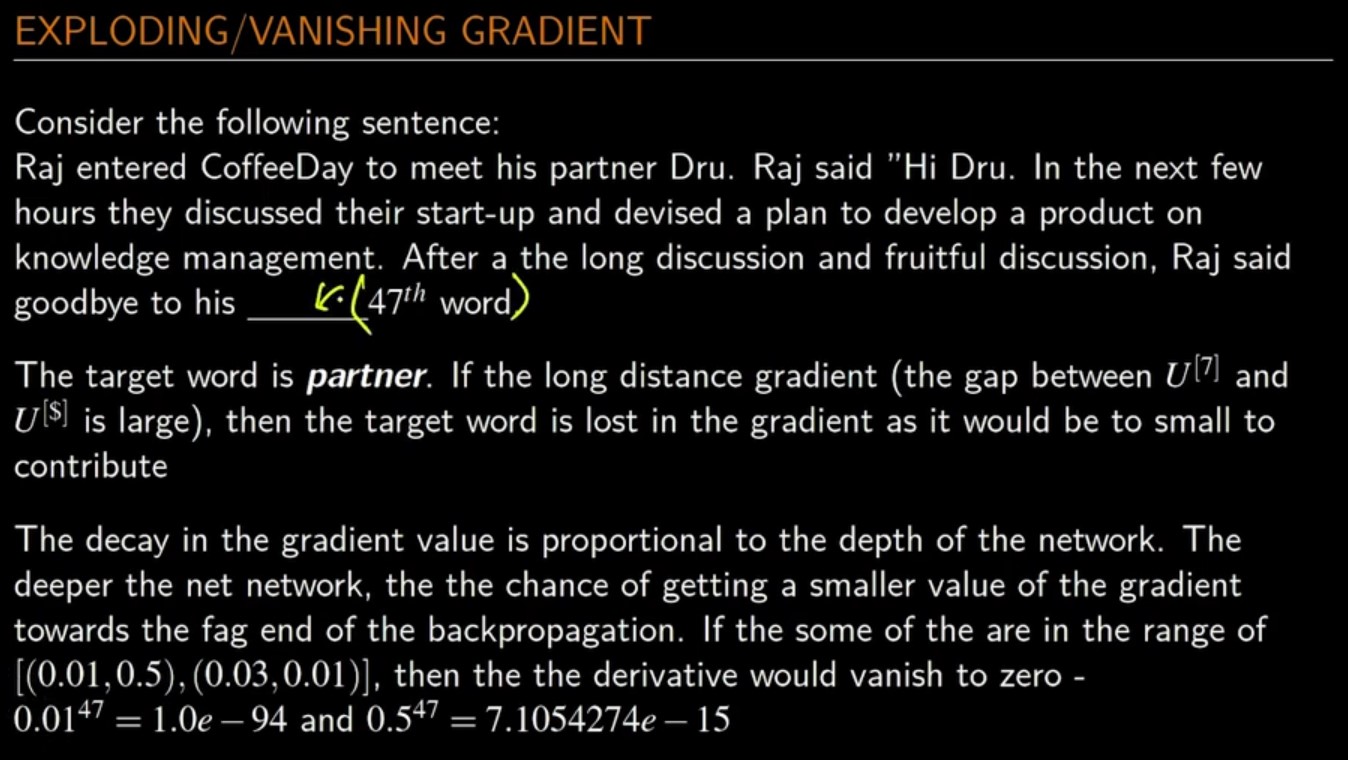 EXPLODING/VANISHING GRADIENT
Consider the following sentence:
Raj entered CoffeeDay to meet his partner Dru. Raj said "Hi Dru. In the next few
hours they discussed their start-up and devised a plan to develop a product on
knowledge management. After a the long discussion and fruitful discussion, Raj said
goodbye to his ______ (47th word)
The target word is partner. If the long distance gradient (the gap between U[7] and
U[$] is large), then the target word is lost in the gradient as it would be to small to
contribute
The decay in the gradient value is proportional to the depth of the network. The
deeper the net network, the the chance of getting a smaller value of the gradient
towards the fag end of the backpropagation. If the some of the are in the range of
[(0.01,0.5),(0.03,0.01)], then the the derivative would vanish to zero -
0.01^47 = 1.0e − 94 and 0.5^47 = 7.1054274e − 15